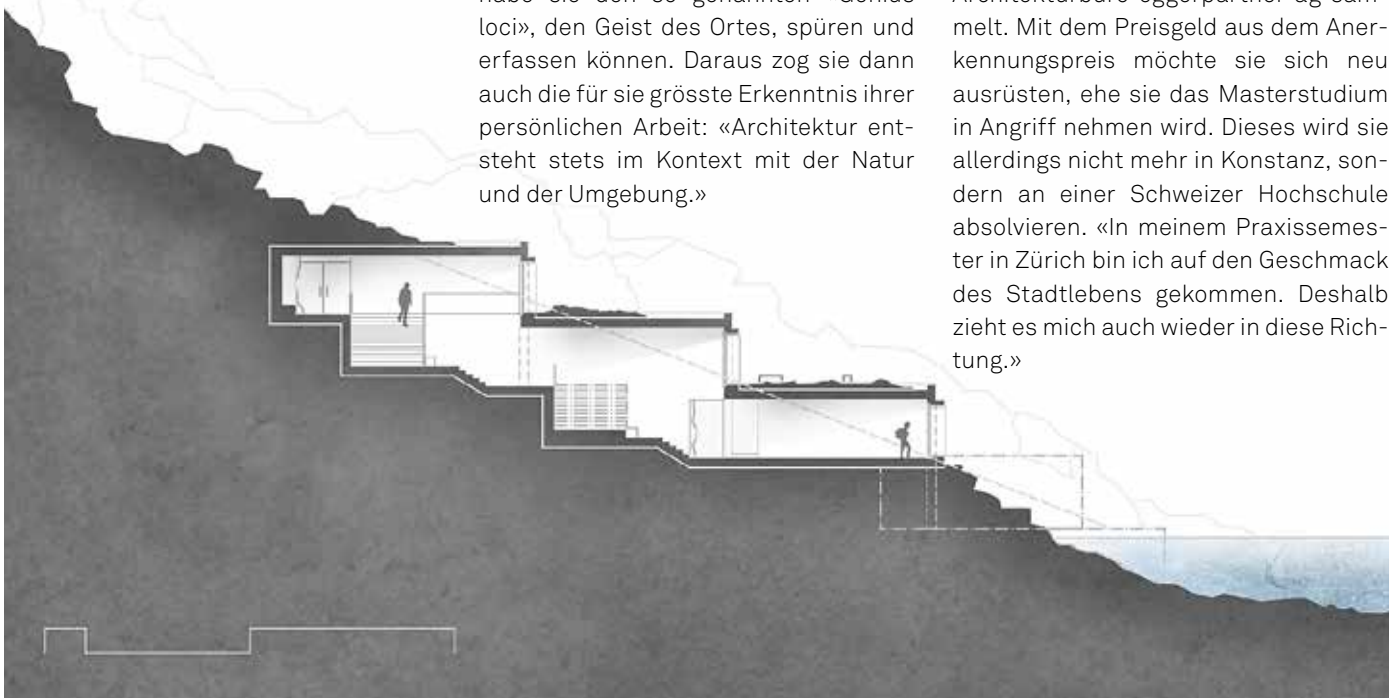 loci», den Geist des Ortes, spüren und
erfassen können. Daraus zog sie dann
auch die für sie grösste Erkenntnis ihrer
persönlichen Arbeit: «Architektur ent-
steht stets im Kontext mit der Natur
und der Umgebung.»
melt. Mit dem Preisgeld aus dem Aner-
kennungspreis möchte sie sich neu
ausrüsten, ehe sie das Masterstudium
in Angriff nehmen wird. Dieses wird sie
allerdings nicht mehr in Konstanz, son-
dern an einer Schweizer Hochschule
absolvieren. «In meinem Praxissemes-
ter in Zürich bin ich auf den Geschmack
des Stadtlebens gekommen. Deshalb
zieht es mich auch wieder in diese Rich-
tung.»